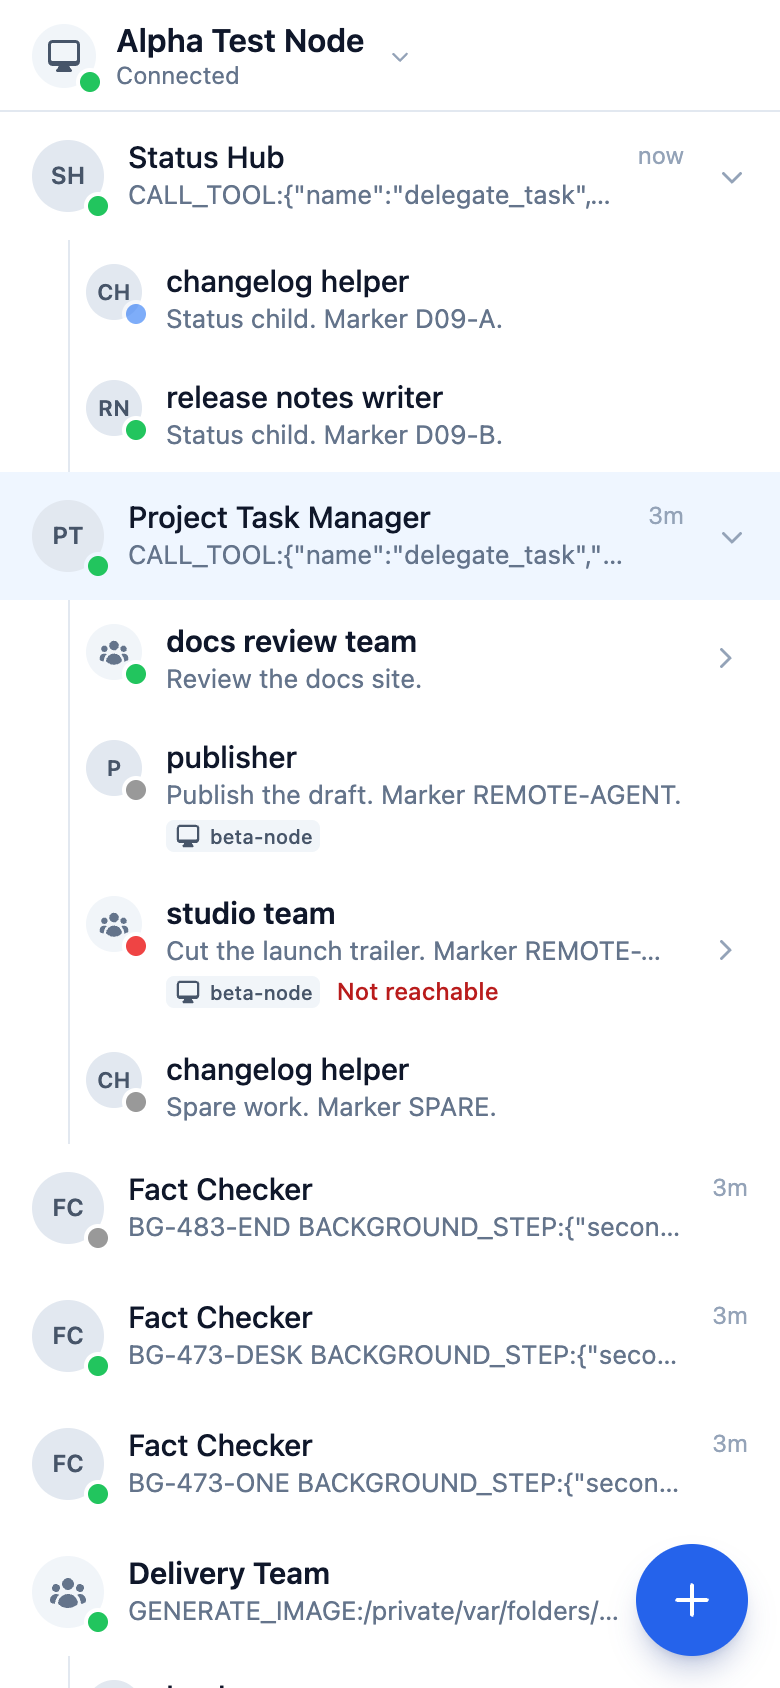 Alpha Test Node
Connected
SH
Status Hub
now
CALL_TOOL:{"name":"delegate_task",...
CH
changelog helper
Status child. Marker D09-A.
RN
release notes writer
Status child. Marker D09-B.
PT
Project Task Manager
3m
CALL_TOOL:{"name":"delegate_task","...
docs review team
Review the docs site.
P
publisher
Publish the draft. Marker REMOTE-AGENT.
beta-node
studio team
Cut the launch trailer. Marker REMOTE-...
beta-node Not reachable
CH
changelog helper
Spare work. Marker SPARE.
FC
Fact Checker
3m
BG-483-END BACKGROUND_STEP:{"secon...
FC
Fact Checker
3m
BG-473-DESK BACKGROUND_STEP:{"seco...
FC
Fact Checker
3m
BG-473-ONE BACKGROUND_STEP:{"secon...
Delivery Team
GENERATE_IMAGE:/private/var/folders/...